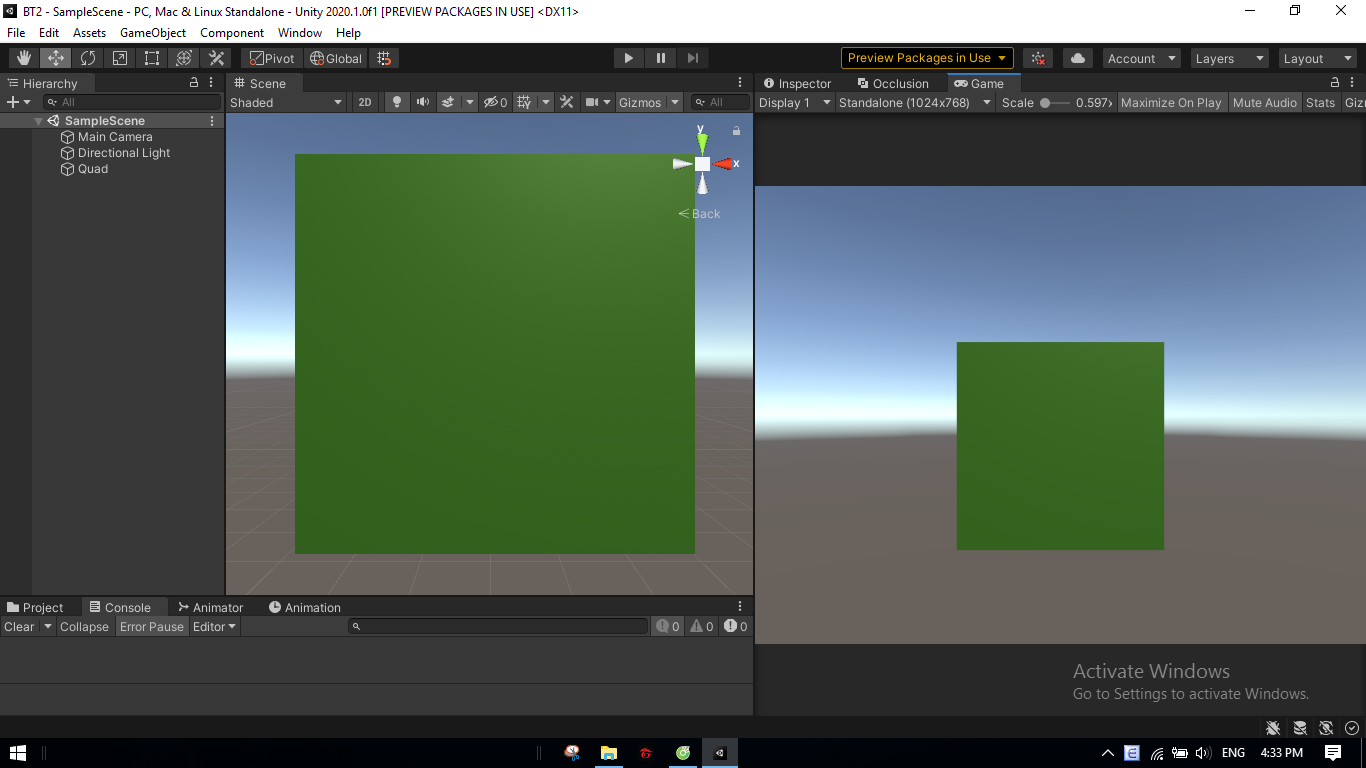 BT2 - SampleScene - PC, Mac & Linux Standalone - Unity 2020.1.0f1 [PREVIEW PACKAGES IN USE] <DX11>
File Edit Assets GameObject Component Window Help
Pivot Global Preview Packages in Use Account Layers Layout
Hierarchy Scene Inspector Occlusion Game
All Shaded 2D 0 Gizmos All Display 1 Standalone (1024x768) Scale 0.597x Maximize On Play Mute Audio Stats Giz
SampleScene
Main Camera
Directional Light
Quad
y
x
Back
Project Console Animator Animation
Clear Collapse Error Pause Editor 0 0 0
Activate Windows
Go to Settings to activate Windows.
ENG 4:33 PM